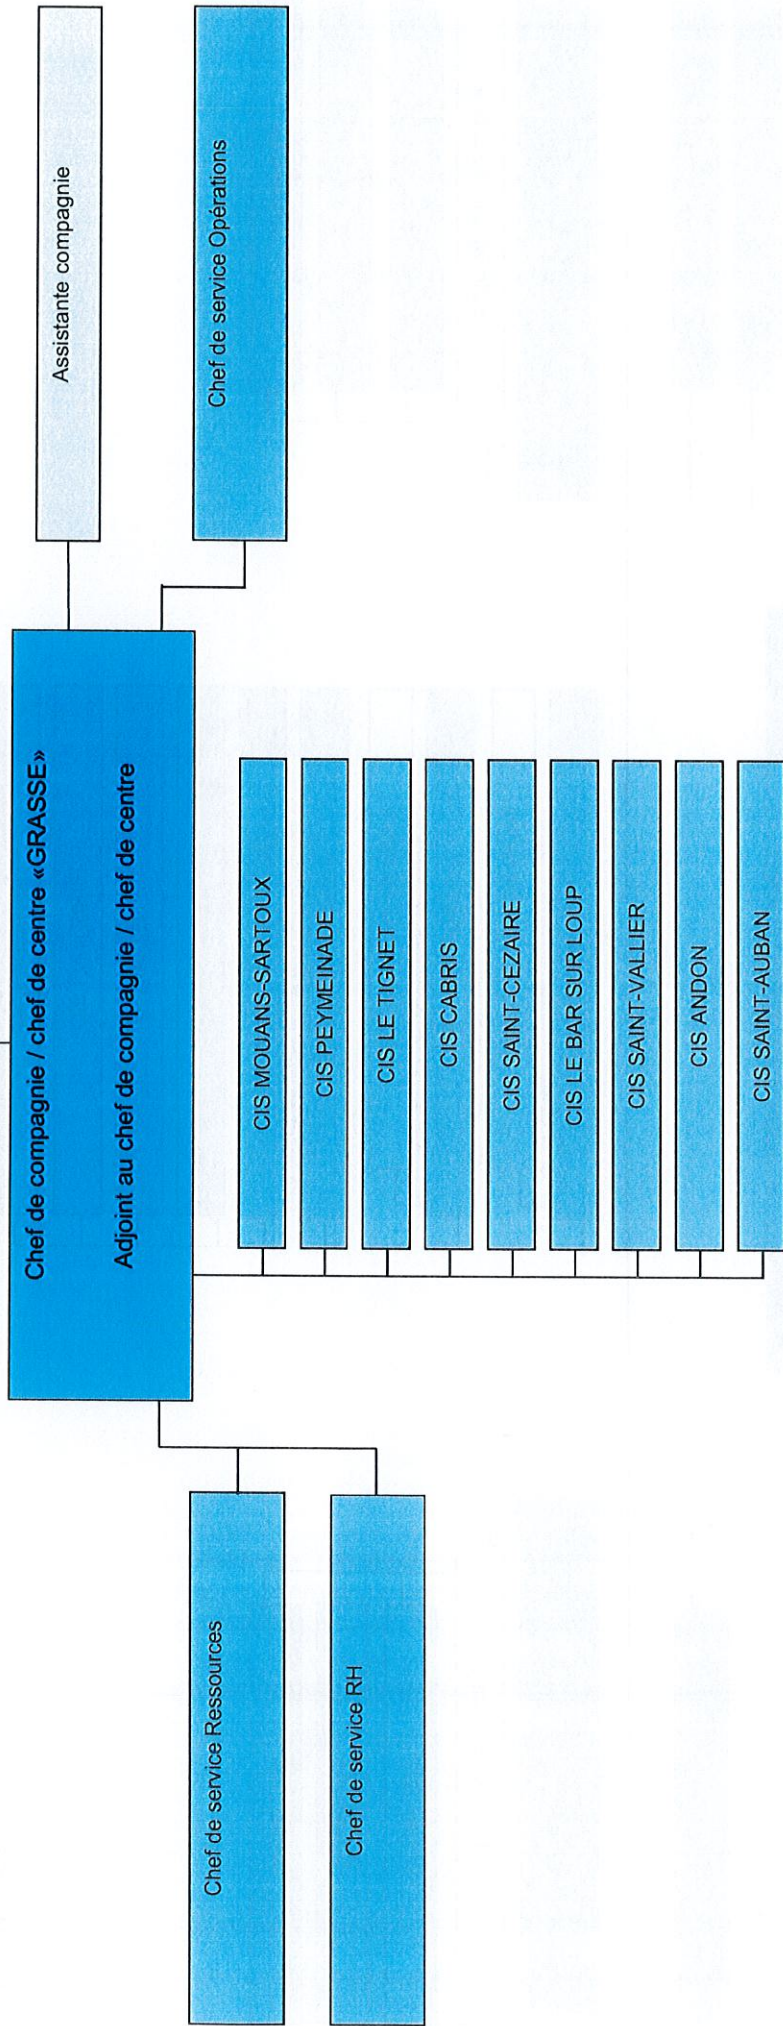 Chef de compagnie / chef de centre «GRASSE»
Adjoint au chef de compagnie / chef de centre
Assistante compagnie
Chef de service Ressources
Chef de service RH
Chef de service Opérations
CIS MOUANS-SARTOUX
CIS PEYMEINADE
CIS LE TIGNET
CIS CABRIS
CIS SAINT-CEZAIRE
CIS LE BAR SUR LOUP
CIS SAINT-VALLIER
CIS ANDON
CIS SAINT-AUBAN